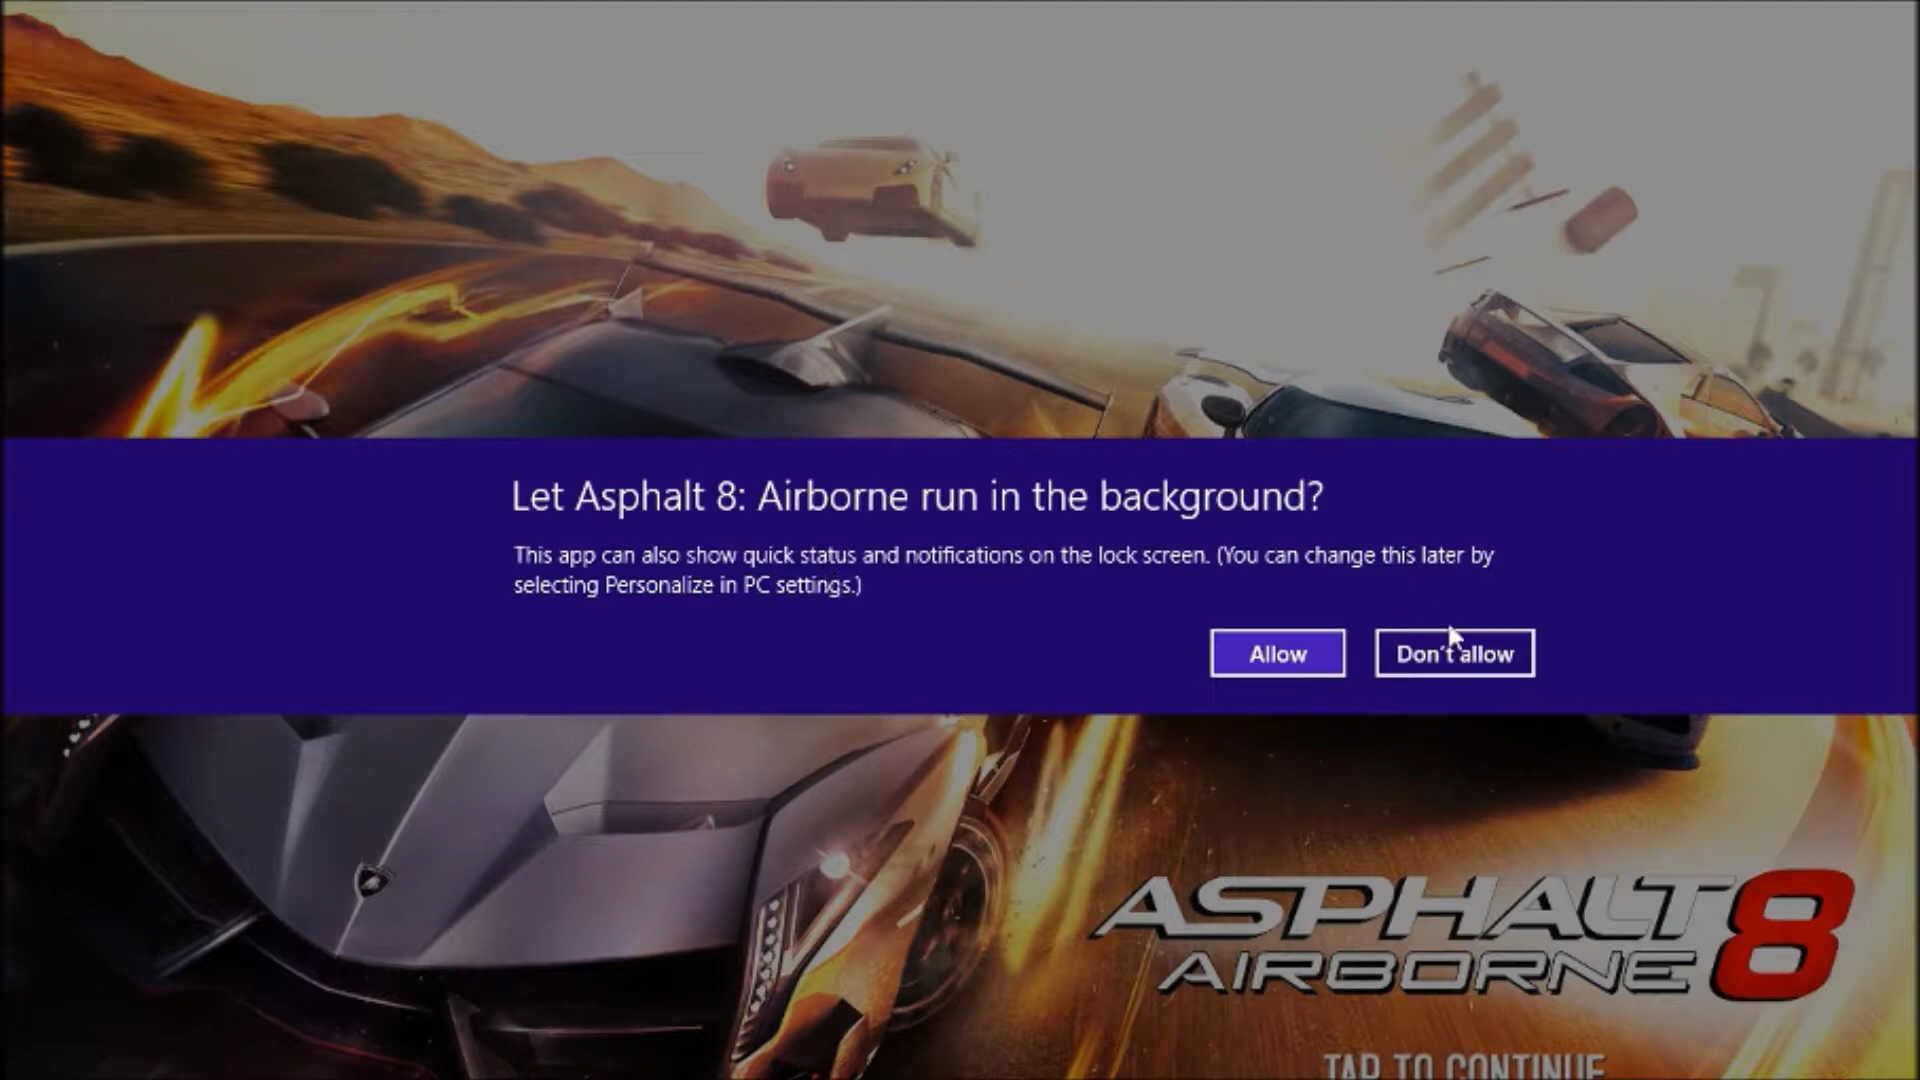 Let Asphalt 8: Airborne run in the background?
This app can also show quick status and notifications on the lock screen. (You can change this later by
selecting Personalize in PC settings.)
Allow Don't allow
ASPHALT 8
AIRBORNE
TAP TO CONTINUE